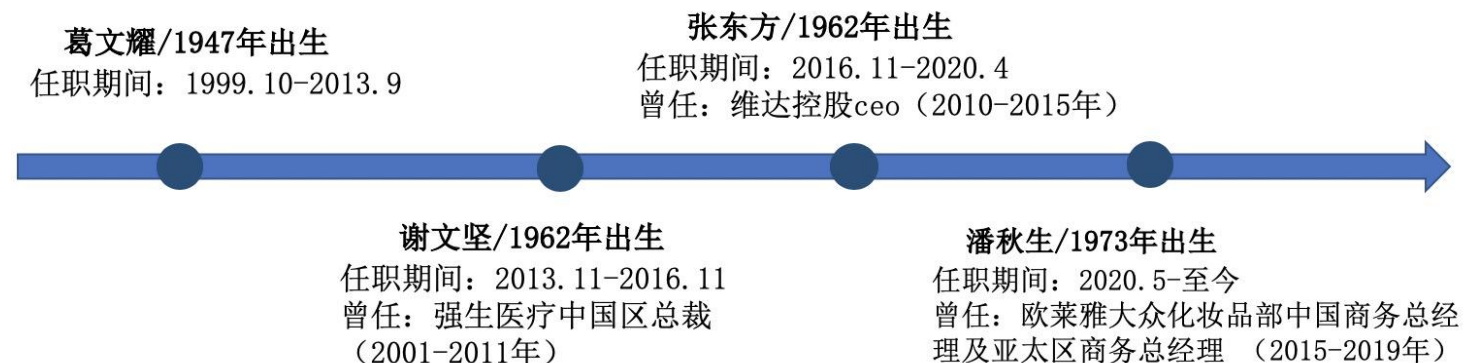 葛文耀/1947年出生
任职期间：1999.10-2013.9
张东方/1962年出生
任职期间：2016.11-2020.4
曾任：维达控股ceo（2010-2015年）
谢文坚/1962年出生
任职期间：2013.11-2016.11
曾任：强生医疗中国区总裁
（2001-2011年）
潘秋生/1973年出生
任职期间：2020.5-至今
曾任：欧莱雅大众化妆品部中国商务总经
理及亚太区商务总经理 （2015-2019年）